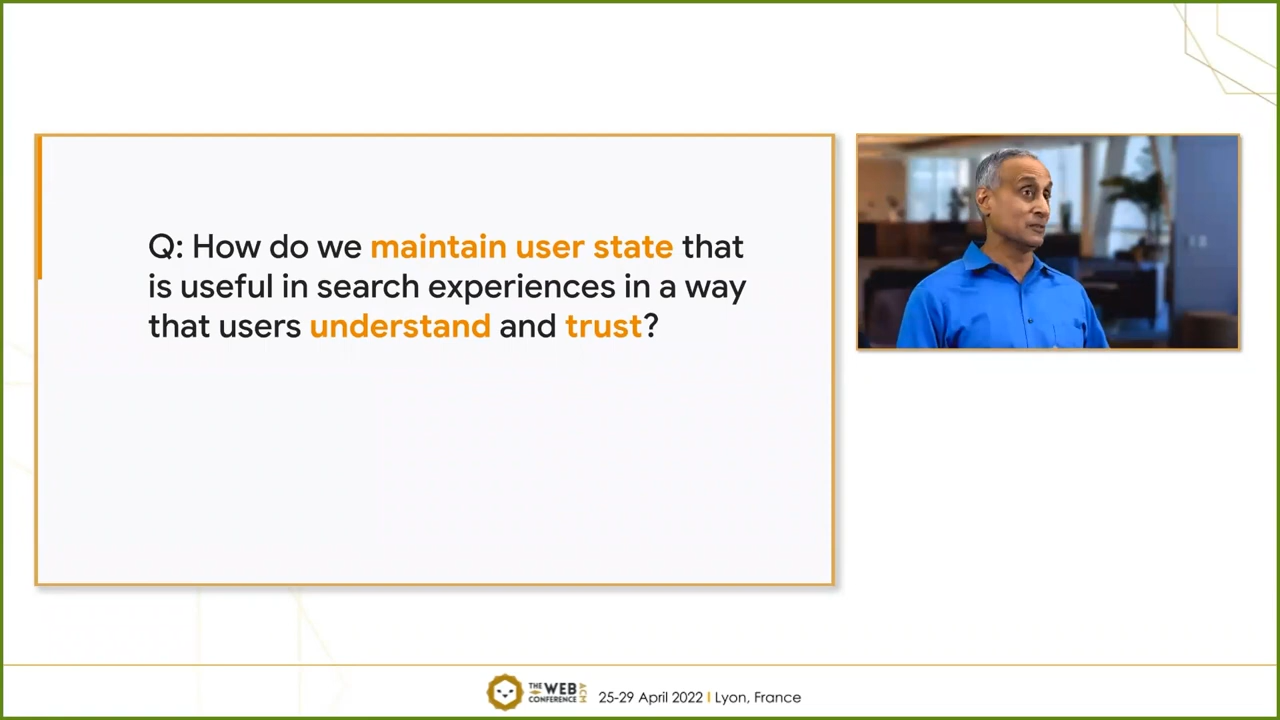 Q: How do we maintain user state that
is useful in search experiences in a way
that users understand and trust?
THE WEB
CONFERENCE
ACM
25-29 April 2022 I Lyon, France